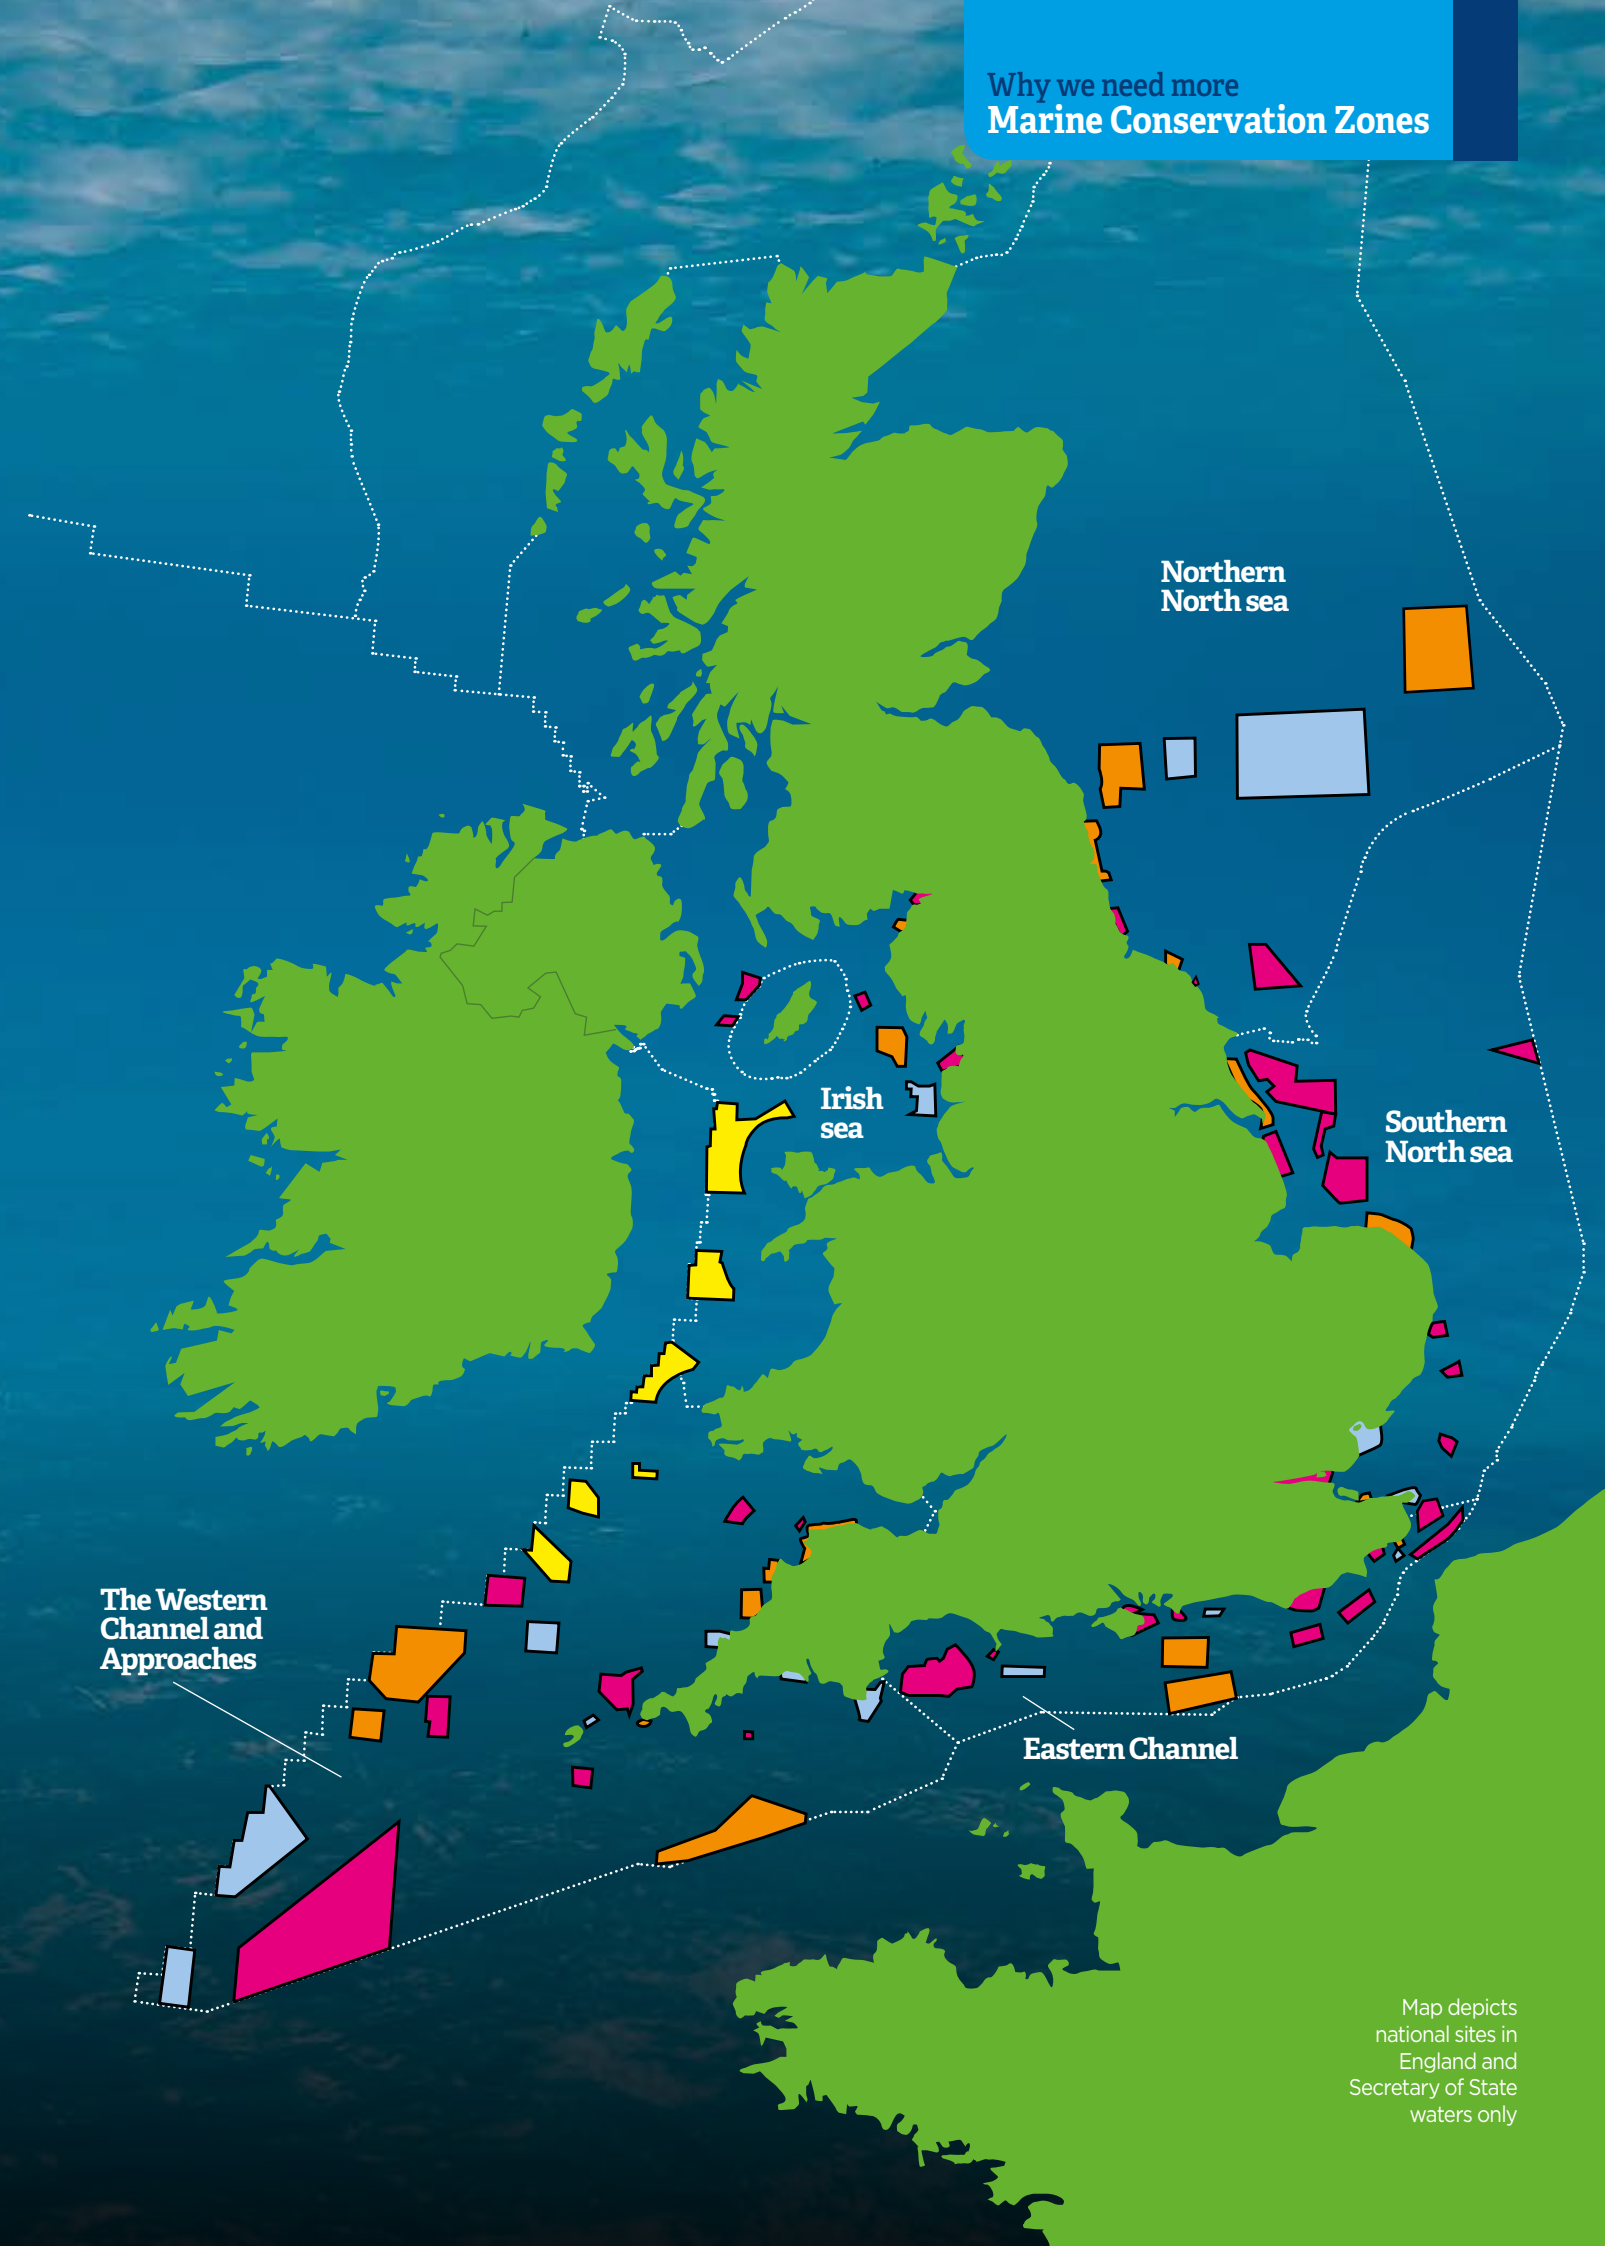 Why we need more
Marine Conservation Zones
Northern
North sea
Irish
sea
Southern
North sea
The Western
Channel and
Approaches
Eastern Channel
Map depicts
national sites in
England and
Secretary of State
waters only